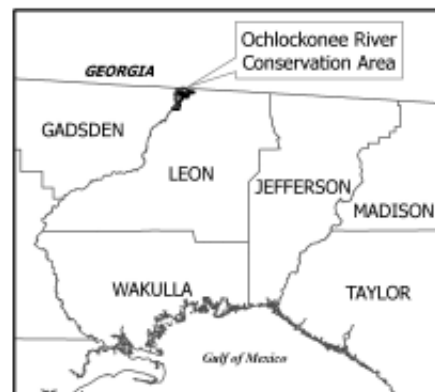 Ochlockonee River
Conservation Area
GEORGIA
GADSDEN
LEON
JEFFERSON
MADISON
WAKULLA
TAYLOR
Gulf of Mexico